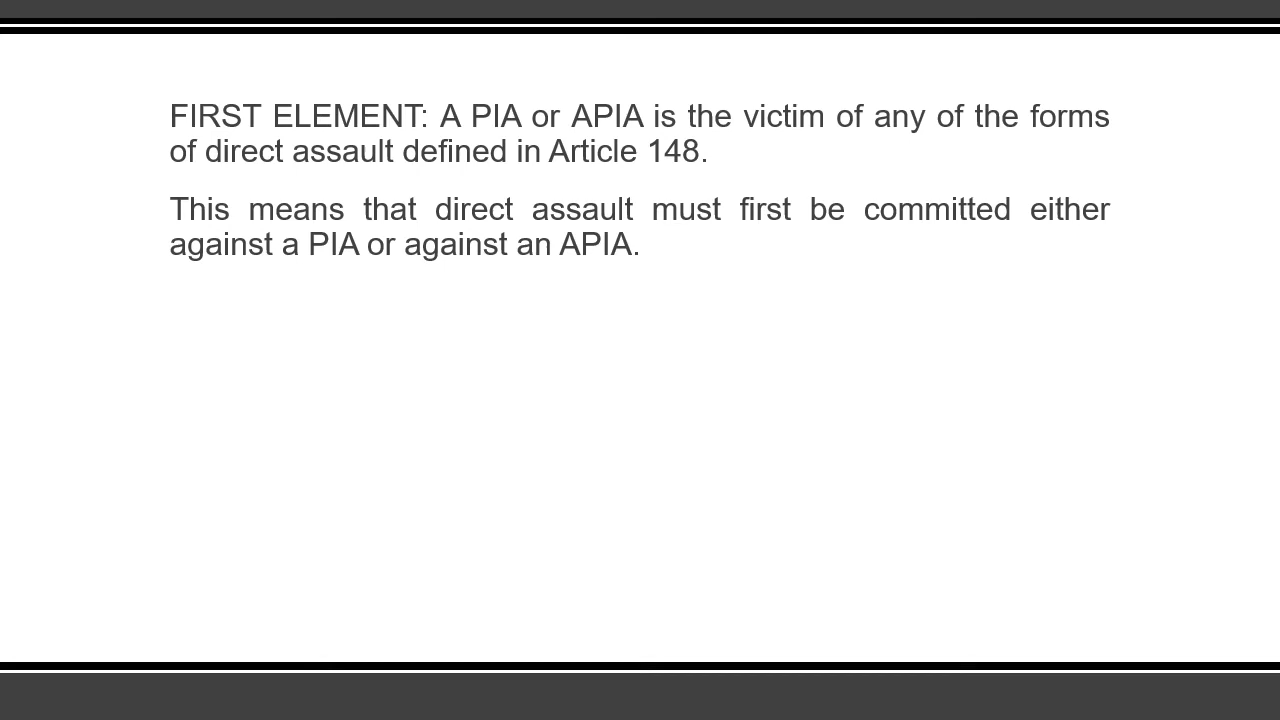 FIRST ELEMENT: A PIA or APIA is the victim of any of the forms
of direct assault defined in Article 148.
This means that direct assault must first be committed either
against a PIA or against an APIA.